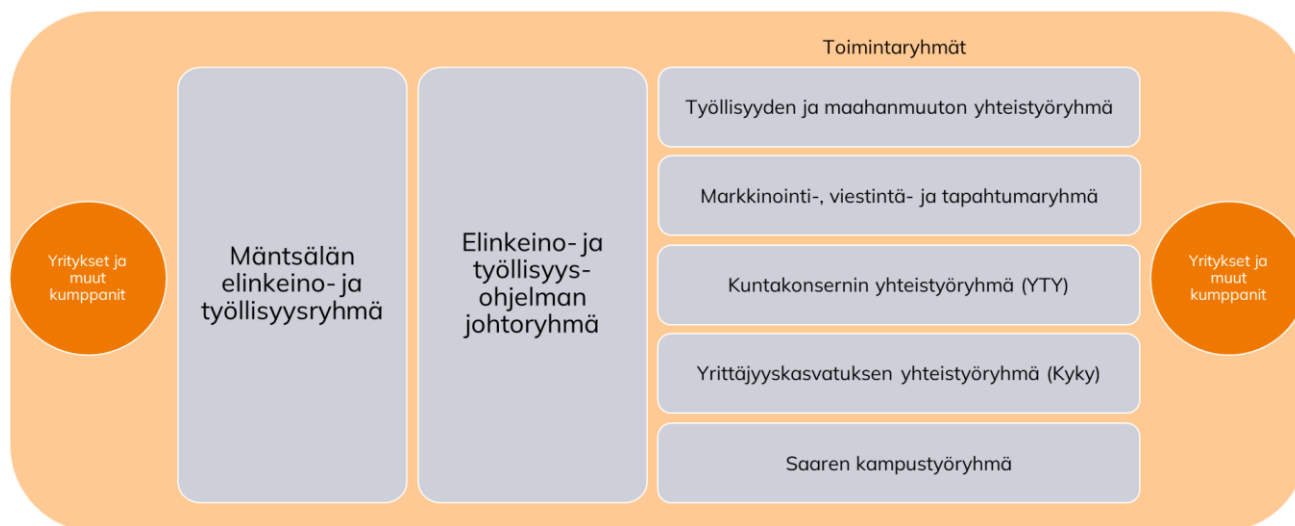 Toimintaryhmät
Yritykset ja
muut
kumppanit
Mäntsälän
elinkeino- ja
työllisyysryhmä
Elinkeino- ja
työllisyys-
ohjelman
johtoryhmä
Työllisyyden ja maahanmuuton yhteistyöryhmä
Markkinointi-, viestintä- ja tapahtumaryhmä
Kuntakonsernin yhteistyöryhmä (YTY)
Yrittäjyyskasvatuksen yhteistyöryhmä (Kyky)
Saaren kampustyöryhmä
Yritykset ja
muut
kumppanit